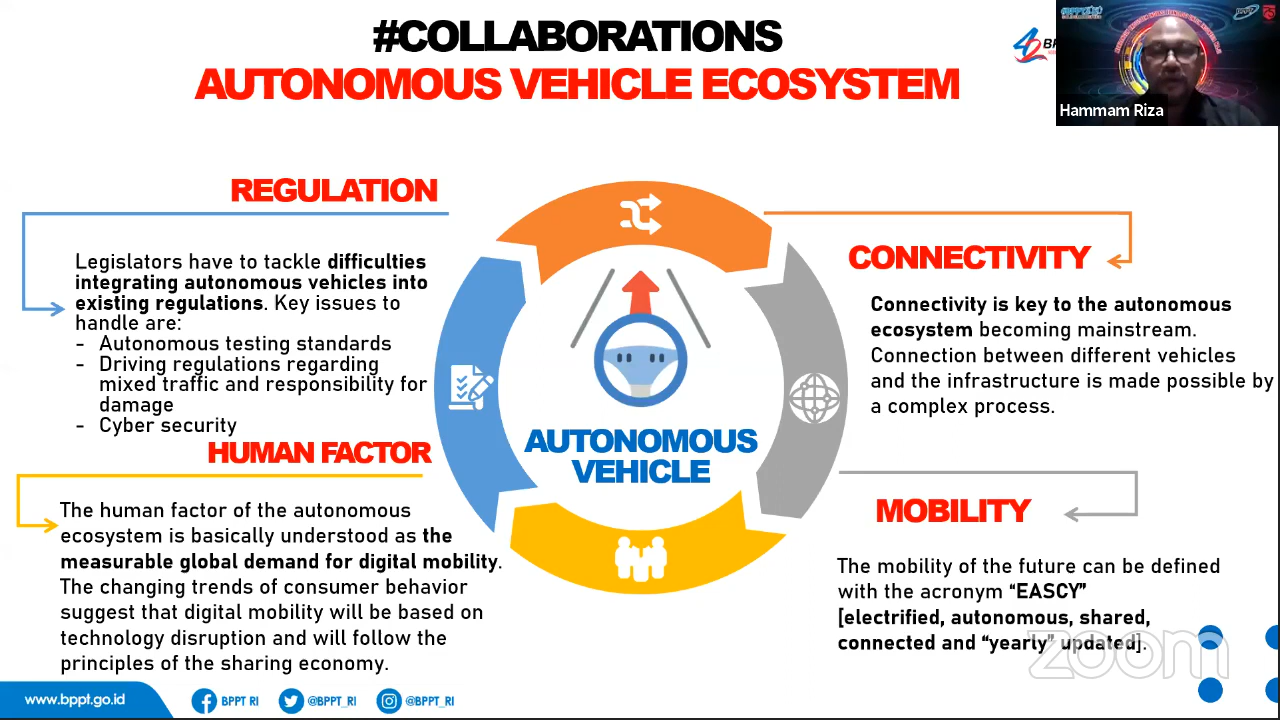 #COLLABORATIONS
AUTONOMOUS VEHICLE ECOSYSTEM
Hammam Riza
REGULATION
Legislators have to tackle difficulties
integrating autonomous vehicles into
existing regulations. Key issues to
handle are:
- Autonomous testing standards
- Driving regulations regarding
mixed traffic and responsibility for
damage
- Cyber security
HUMAN FACTOR
The human factor of the autonomous
ecosystem is basically understood as the
measurable global demand for digital mobility.
The changing trends of consumer behavior
suggest that digital mobility will be based on
technology disruption and will follow the
principles of the sharing economy.
AUTONOMOUS
VEHICLE
CONNECTIVITY
Connectivity is key to the autonomous
ecosystem becoming mainstream.
Connection between different vehicles
and the infrastructure is made possible by
a complex process.
MOBILITY
The mobility of the future can be defined
with the acronym “EASCY”
[electrified, autonomous, shared,
connected and “yearly” updated].
zoom
www.bppt.go.id
BPPT RI
@BPPT_RI
@BPPT_RI